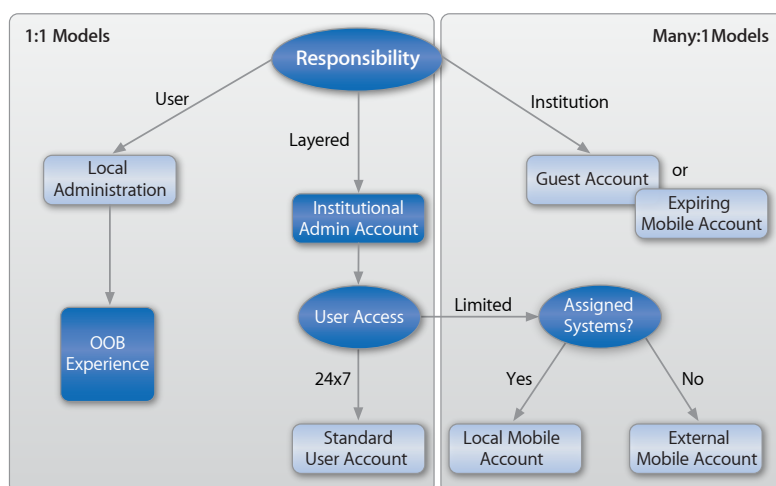 1:1 Models
Many:1Models
Responsibility
User
Institution
Layered
Local
Administration
Guest Account
or
Expiring
Mobile Account
Institutional
Admin Account
OOB
Experience
User Access
Limited
Assigned
Systems?
24x7
Yes
No
Standard
User Account
Local Mobile
Account
External
Mobile Account